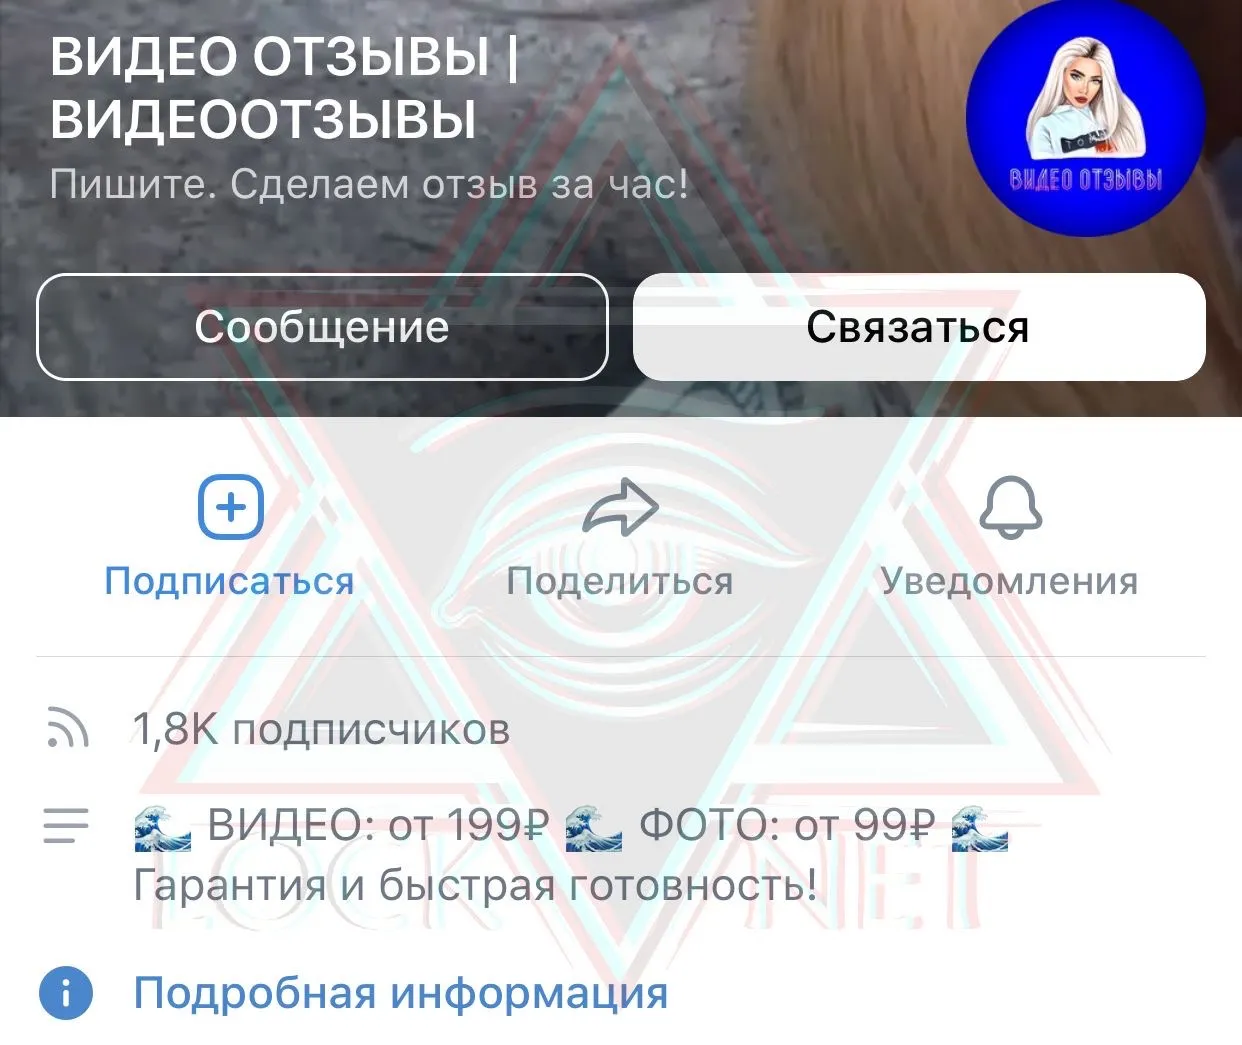 ВИДЕО ОТЗЫВЫ |
ВИДЕООТЗЫВЫ
Пишите. Сделаем отзыв за час!
TOMM
ВИДЕО ОТЗЫВЫ
Сообщение
Связаться
Подписаться
Поделиться
Уведомления
1,8K подписчиков
🌊 ВИДЕО: от 199₽ 🌊 ФОТО: от 99₽ 🌊
Гарантия и быстрая готовность!
LOCK NET
Подробная информация